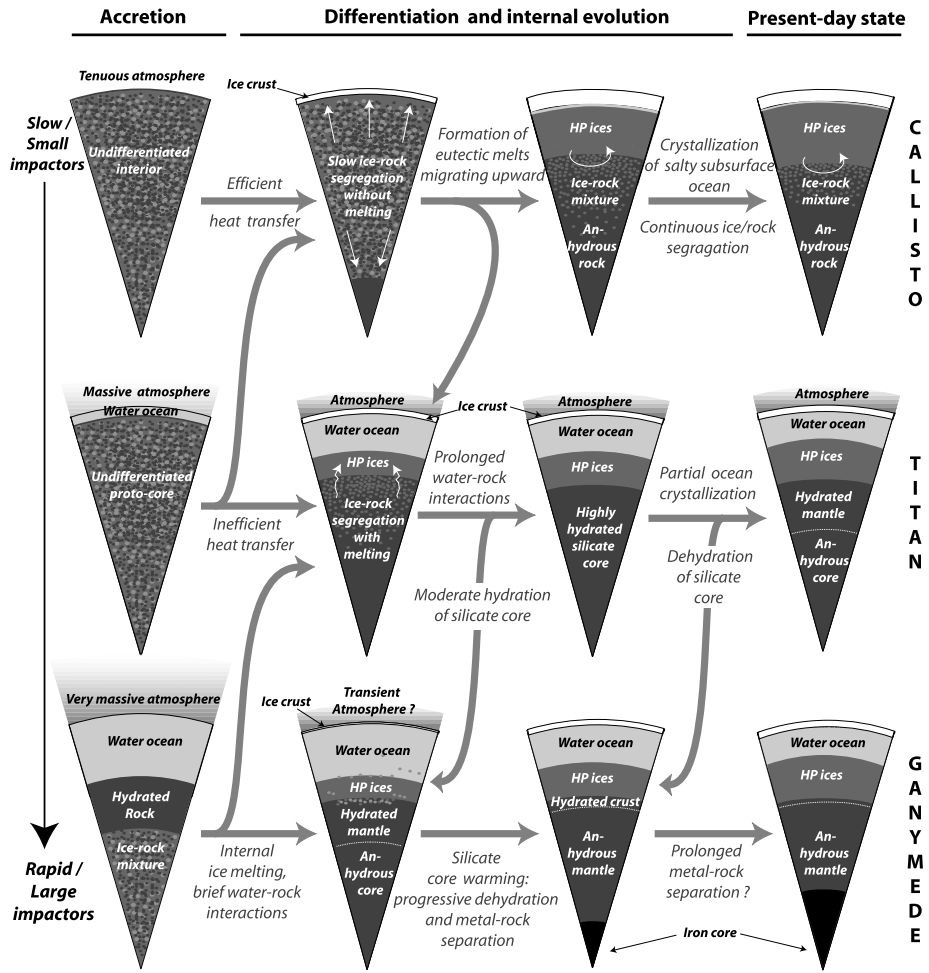 Accretion
Differentiation and internal evolution
Present-day state
Slow /
Small
impactors
Rapid /
Large
impactors
Tenuous atmosphere
Undifferentiated
interior
Efficient
heat transfer
Ice crust
Slow ice-rock
segregation
without
melting
Formation of
eutectic melts
migrating upward
HP ices
Ice-rock
mixture
An-
hydrous
rock
Crystallization
of salty subsurface
ocean
Continuous ice/rock
segragation
HP ices
Ice-rock
mixture
An-
hydrous
rock
CALLISTO
Massive atmosphere
Water ocean
Undifferentiated
proto-core
Inefficient
heat transfer
Atmosphere
Water ocean
HP ices
Ice-rock
segregation
with
melting
Ice crust
Prolonged
water-rock
interactions
Moderate hydration
of silicate core
Atmosphere
Water ocean
HP ices
Highly
hydrated
silicate
core
Partial ocean
crystallization
Dehydration
of silicate
core
Atmosphere
Water ocean
HP ices
Hydrated
mantle
An-
hydrous
core
TITAN
Very massive atmosphere
Water ocean
Hydrated
Rock
Ice-rock
mixture
Internal
ice melting,
brief water-rock
interactions
Ice crust
Transient
Atmosphere ?
Water ocean
HP ices
Hydrated
mantle
An-
hydrous
core
Silicate
core warming:
progressive dehydration
and metal-rock
separation
Water ocean
HP ices
Hydrated crust
An-
hydrous
mantle
Prolonged
metal-rock
separation ?
Iron core
Water ocean
HP ices
An-
hydrous
mantle
GANYMEDE